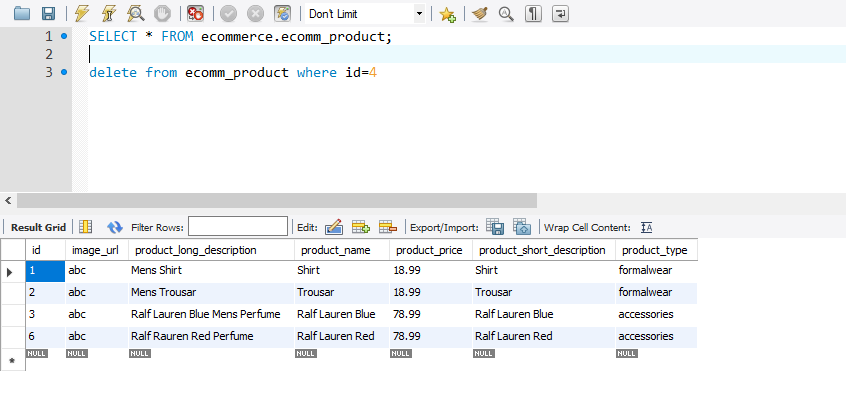 Don't Limit
1 SELECT * FROM ecommerce.ecomm_product;
2
3 delete from ecomm_product where id=4
Result Grid Filter Rows: Edit: Export/Import: Wrap Cell Content: IA
id image_url product_long_description product_name product_price product_short_description product_type
1 abc Mens Shirt Shirt 18.99 Shirt formalwear
2 abc Mens Trousar Trousar 18.99 Trousar formalwear
3 abc Ralf Lauren Blue Mens Perfume Ralf Lauren Blue 78.99 Ralf Lauren Blue accessories
6 abc Ralf Rauren Red Perfume Ralf Lauren Red 78.99 Ralf Lauren Red accessories
* NULL NULL NULL NULL NULL NULL NULL